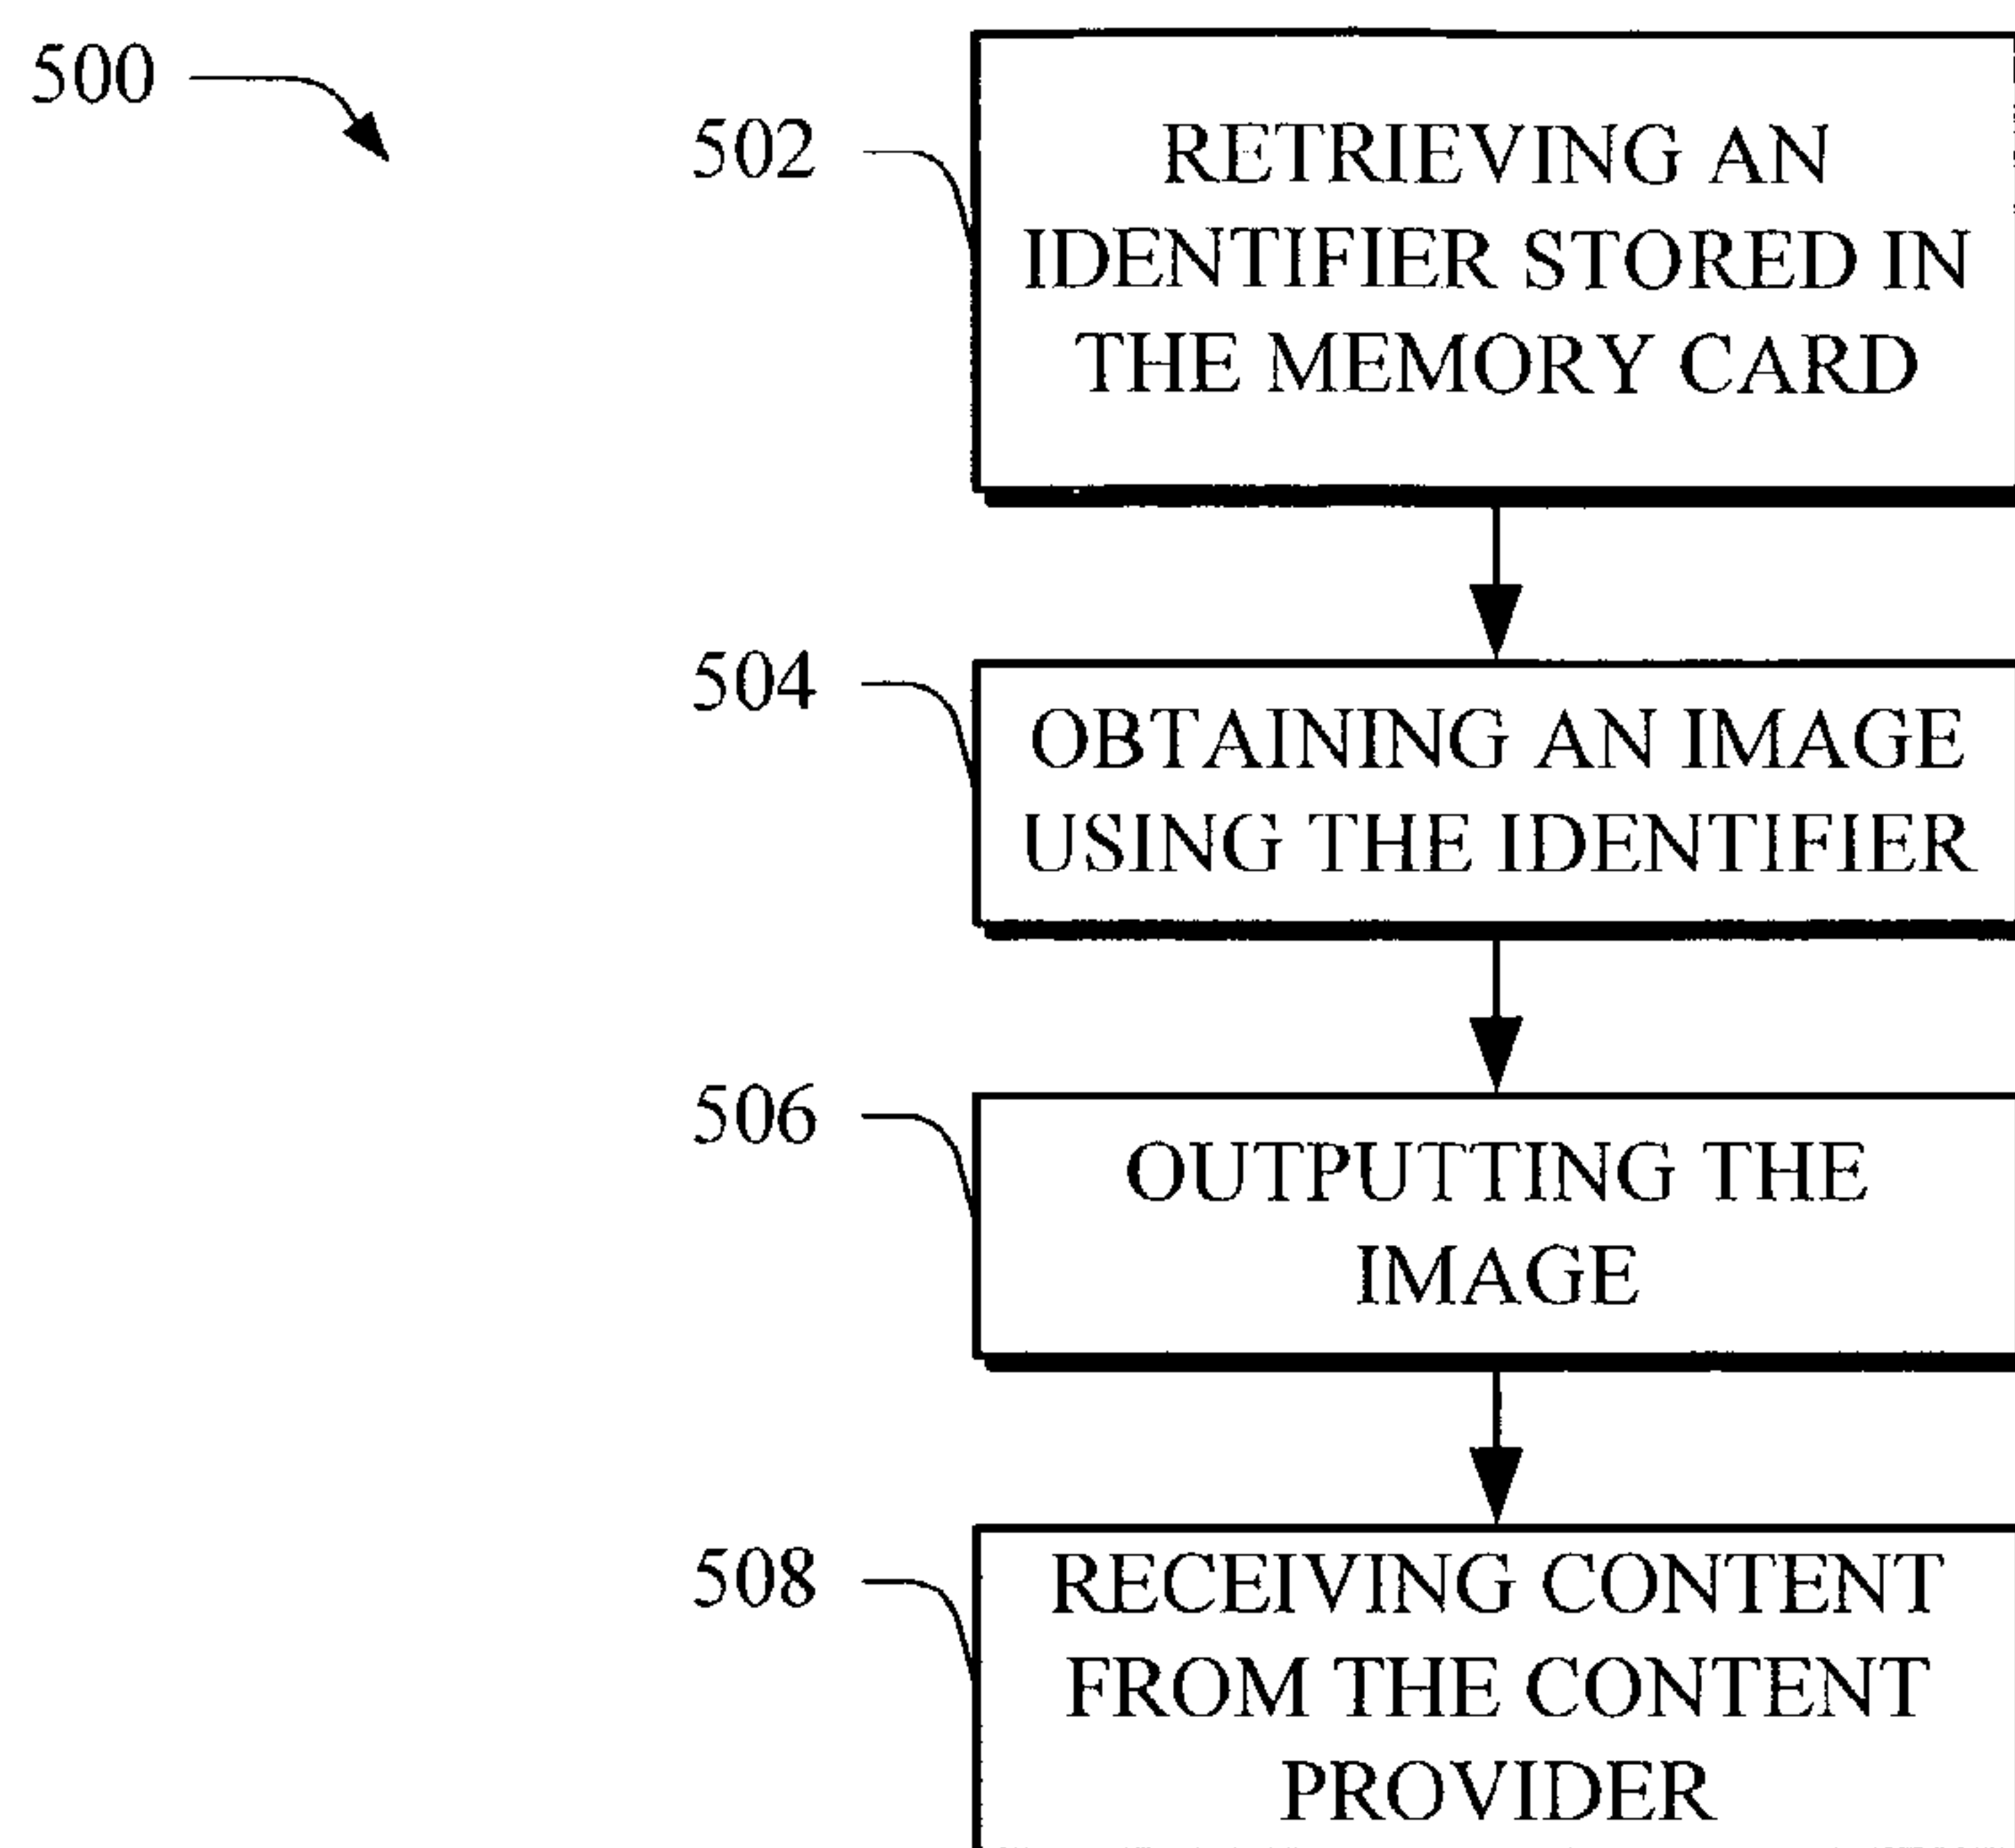 500
502
RETRIEVING AN
IDENTIFIER STORED IN
THE MEMORY CARD
504
OBTAINING AN IMAGE
USING THE IDENTIFIER
506
OUTPUTTING THE
IMAGE
508
RECEIVING CONTENT
FROM THE CONTENT
PROVIDER